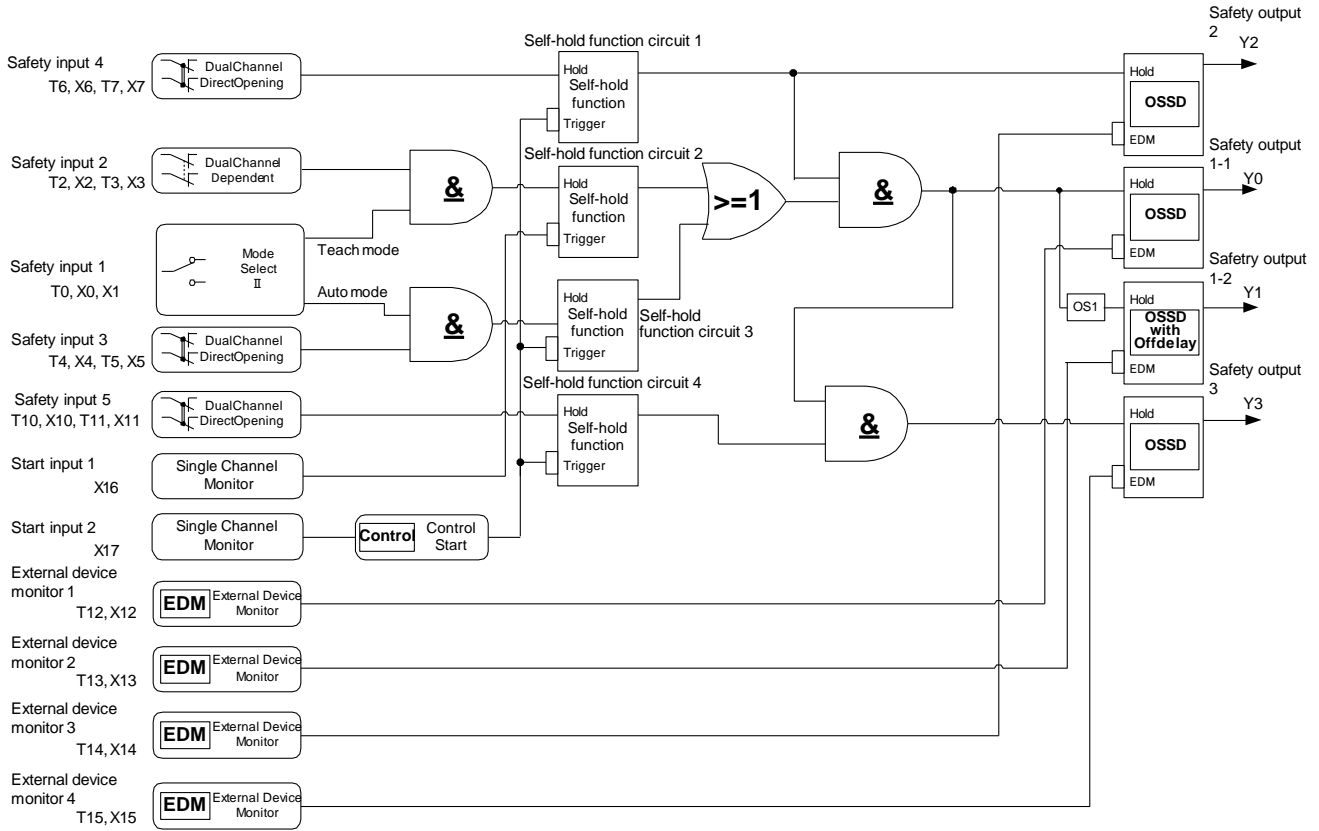 Safety output
2
Y2
Self-hold function circuit 1
Safety input 4
T6, X6, T7, X7
DualChannel
DirectOpening
Hold
Self-hold
function
Trigger
Hold
OSSD
EDM
Safety input 2
T2, X2, T3, X3
DualChannel
Dependent
&
Self-hold function circuit 2
Hold
Self-hold
function
Trigger
>=1
&
Safety output
1-1
Y0
Hold
OSSD
EDM
Safety input 1
T0, X0, X1
Mode
Select
II
Teach mode
Auto mode
Safetry output
1-2
Y1
OS1
Hold
OSSD
with
Offdelay
EDM
Safety input 3
T4, X4, T5, X5
DualChannel
DirectOpening
&
Hold
Self-hold
function
Trigger
Self-hold
function circuit 3
Safety input 5
T10, X10, T11, X11
DualChannel
DirectOpening
Self-hold function circuit 4
Hold
Self-hold
function
Trigger
&
Safety output
3
Y3
Hold
OSSD
EDM
Start input 1
X16
Single Channel
Monitor
Start input 2
X17
Single Channel
Monitor
Control
Control
Start
External device
monitor 1
T12, X12
EDM
External Device
Monitor
External device
monitor 2
T13, X13
EDM
External Device
Monitor
External device
monitor 3
T14, X14
EDM
External Device
Monitor
External device
monitor 4
T15, X15
EDM
External Device
Monitor